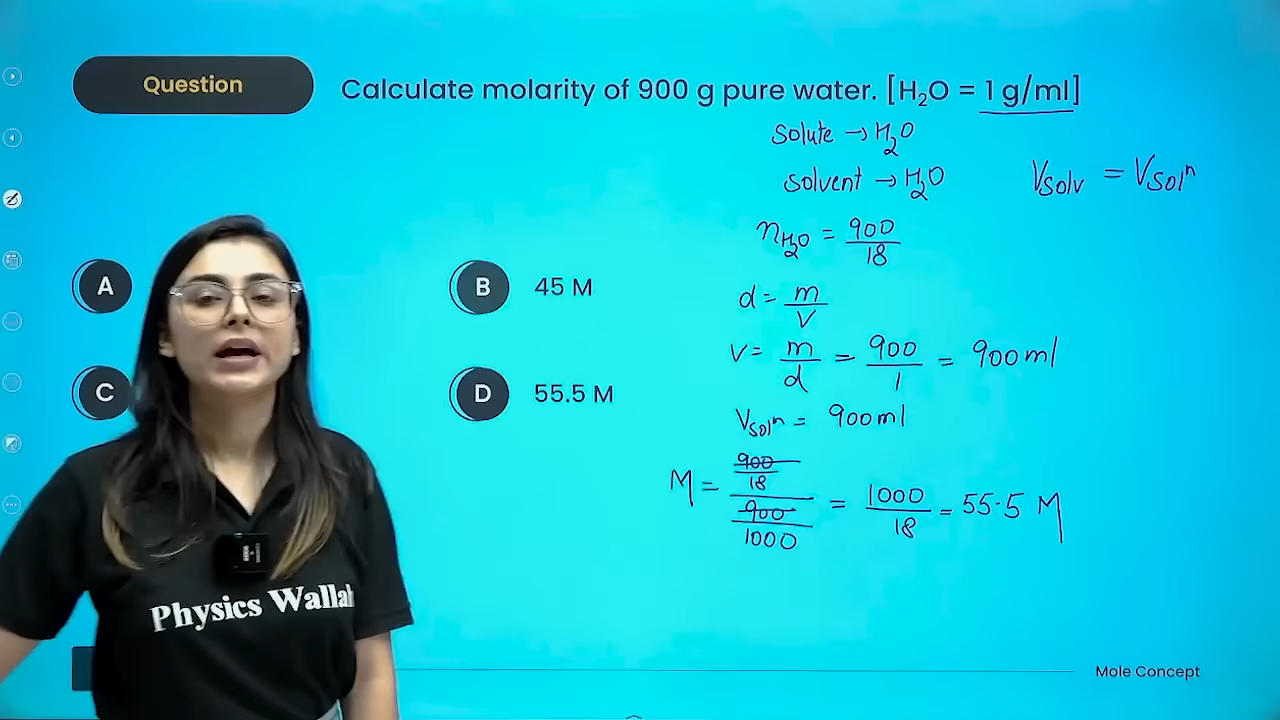 Question
Calculate molarity of 900 g pure water. [H₂O = 1 g/ml]
solute → H₂O
solvent → H₂O
Vsolv = Vsolⁿ
nH₂O = 900/18
d = m/v
v = m/d = 900/1 = 900 ml
Vsolⁿ = 900 ml
M = (900/18)/(900/1000) = 1000/18 = 55.5 M
A
B 45 M
C
D 55.5 M
Physics Wallah
Mole Concept